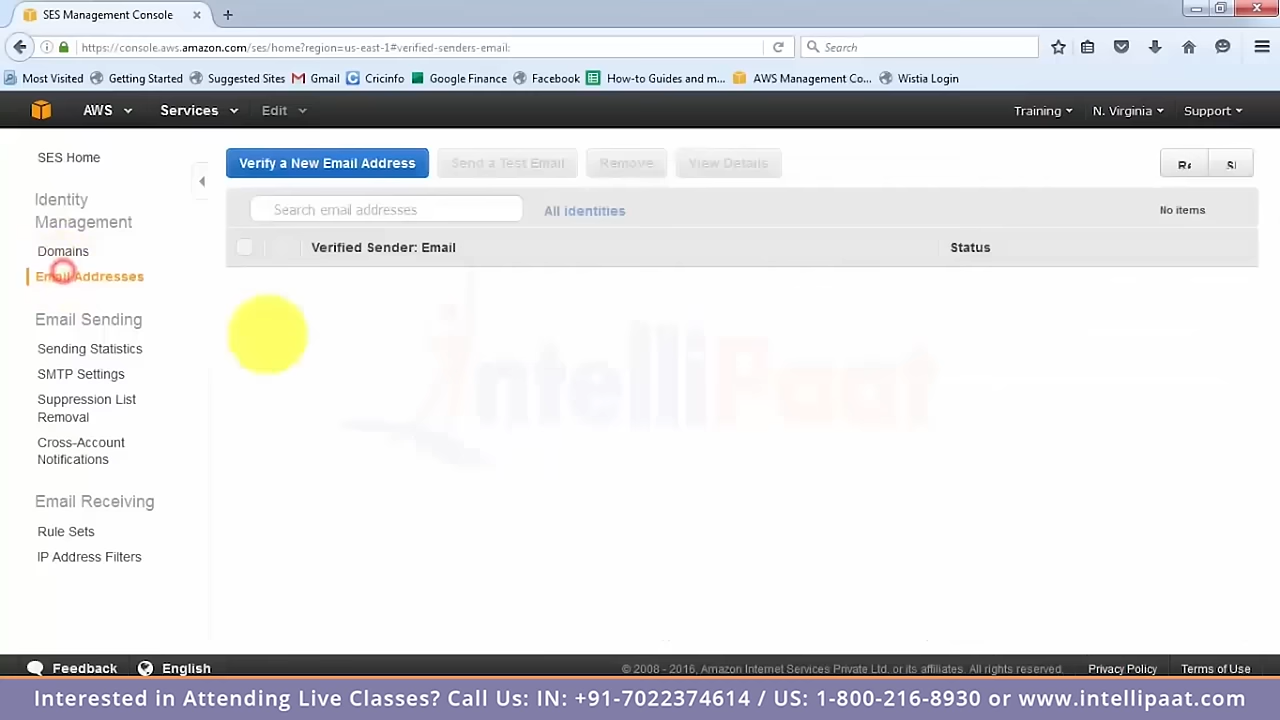 SES Management Console
https://console.aws.amazon.com/ses/home?region=us-east-1#verified-senders-email:
Search
Most Visited
Getting Started
Suggested Sites
Gmail
Cricinfo
Google Finance
Facebook
How-to Guides and m...
AWS Management Co...
Wistia Login
AWS
Services
Edit
Training
N. Virginia
Support
SES Home
Identity
Management
Domains
Email Addresses
Email Sending
Sending Statistics
SMTP Settings
Suppression List
Removal
Cross-Account
Notifications
Email Receiving
Rule Sets
IP Address Filters
Verify a New Email Address
Send a Test Email
Remove
View Details
Search email addresses
All identities
No items
Verified Sender: Email
Status
IntelliPaat
Feedback
English
© 2008 - 2016, Amazon Internet Services Private Ltd. or its affiliates. All rights reserved.
Privacy Policy
Terms of Use
Interested in Attending Live Classes? Call Us: IN: +91-7022374614 / US: 1-800-216-8930 or www.intellipaat.com